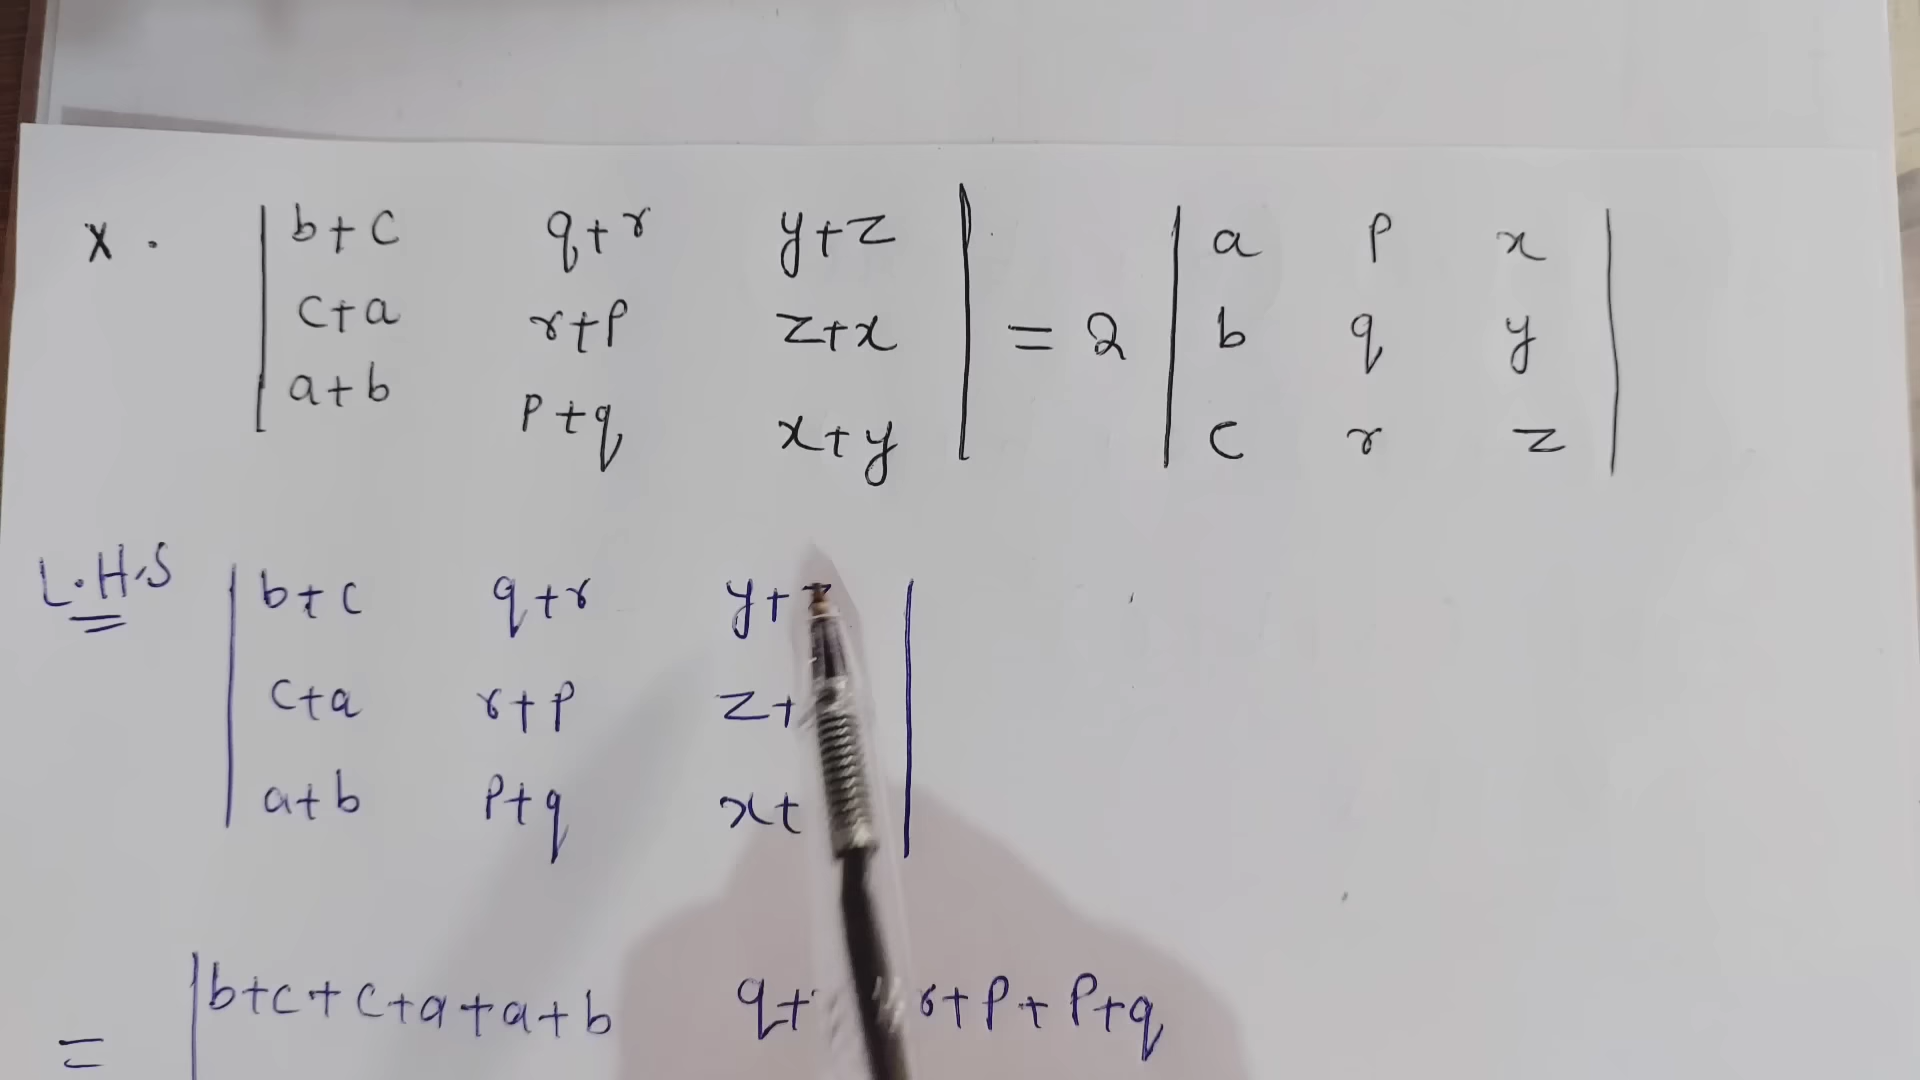 x . | b+c q+r y+z | = 2 | a p x |
| c+a r+p z+x | | b q y |
| a+b p+q x+y | | c r z |
L.H.S | b+c q+r y+z |
| c+a r+p z+ |
| a+b p+q x+ |
= | b+c+c+a+a+b q+ r+p+p+q